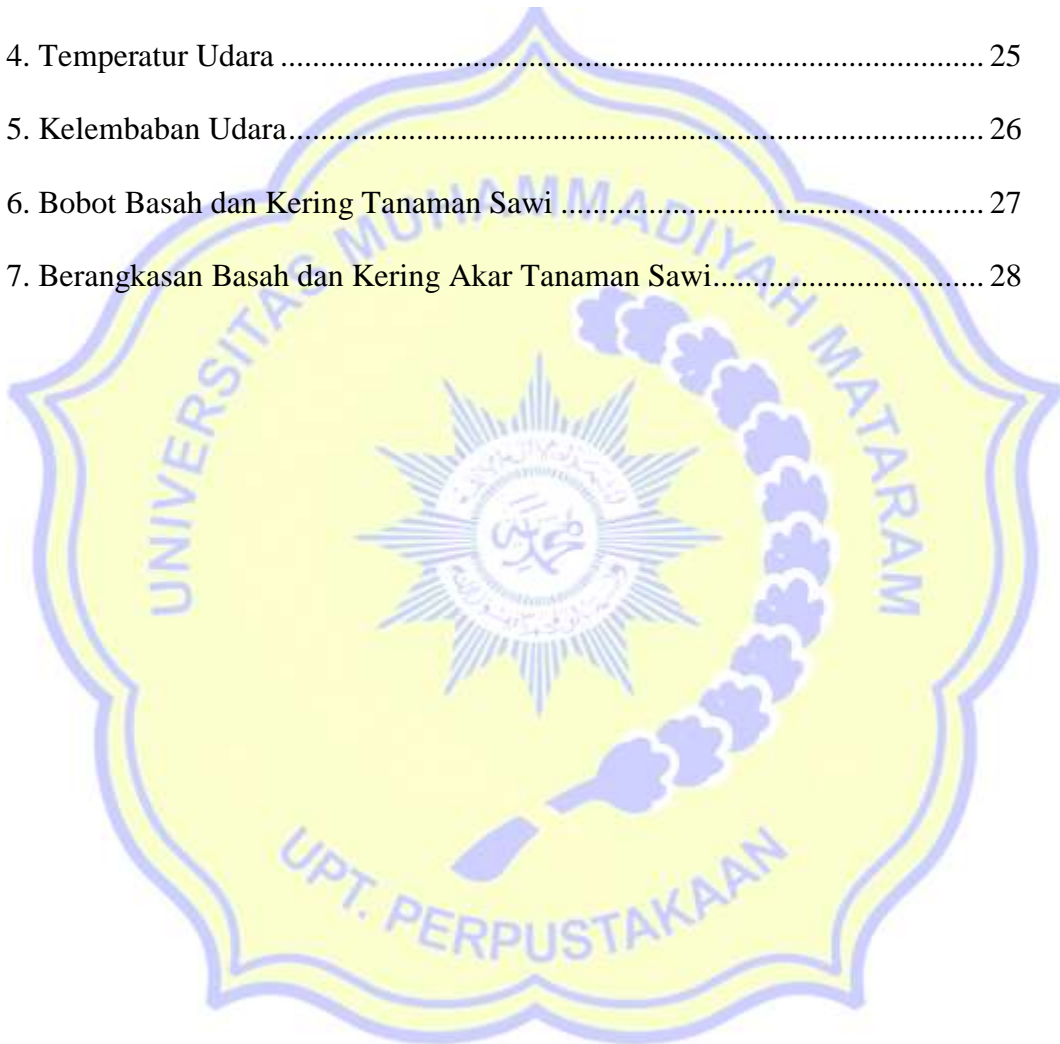 4. Temperatur Udara ........................................................................................ 25
5. Kelembaban Udara....................................................................................... 26
6. Bobot Basah dan Kering Tanaman Sawi ..................................................... 27
7. Berangkasan Basah dan Kering Akar Tanaman Sawi.................................. 28
UNIVERSITAS MUHAMMADIYAH MATARAM
UPT. PERPUSTAKAAN